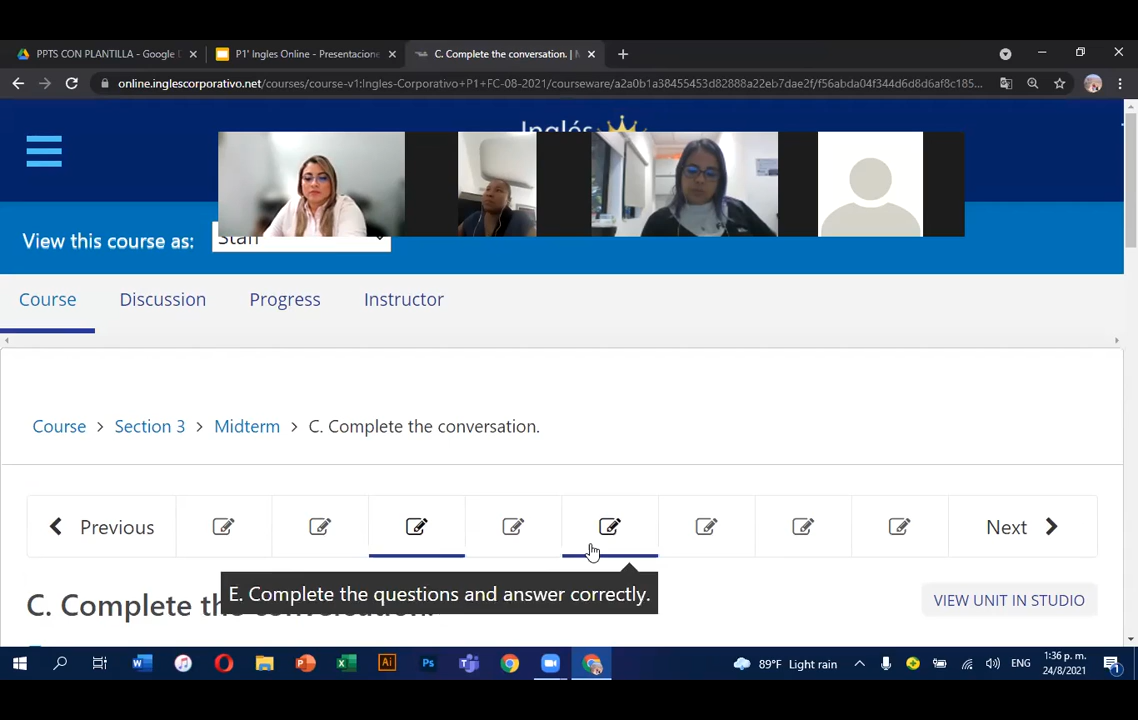 PPTS CON PLANTILLA - Google
P1' Ingles Online - Presentacione
C. Complete the conversation. |
online.inglescorporativo.net/courses/course-v1:Ingles-Corporativo+P1+FC-08-2021/courseware/a2a0b1a38455453d82888a22eb7dae2f/f56abda04f344d6d8d6af8c185...
Inglés
View this course as:
Staff
Course
Discussion
Progress
Instructor
Course > Section 3 > Midterm > C. Complete the conversation.
Previous
Next
E. Complete the questions and answer correctly.
C. Complete
VIEW UNIT IN STUDIO
89°F Light rain
ENG
1:36 p. m.
24/8/2021